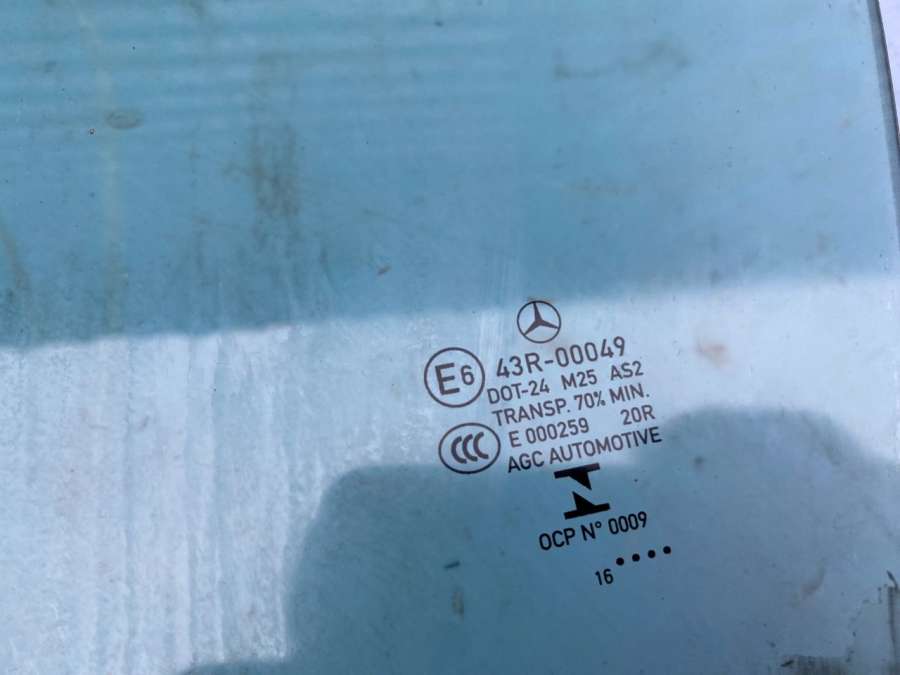 E6 43R-00049
DOT-24 M25 AS2
TRANSP. 70% MIN.
E 000259 20R
CCC AGC AUTOMOTIVE
OCP N° 0009
16 ••••